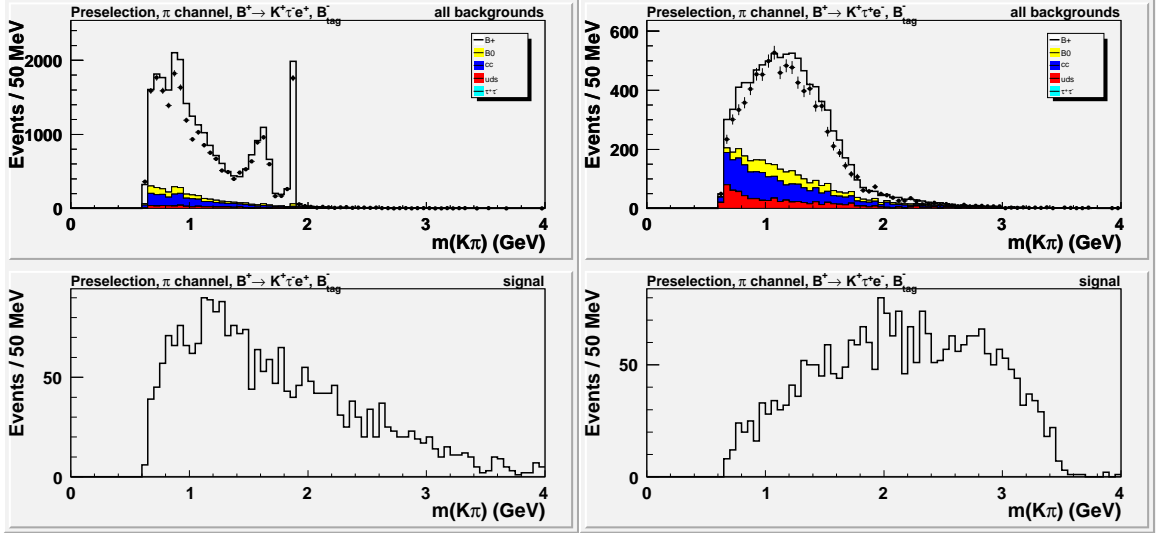 Preselection, π channel, B⁺→ K⁺τ⁻e⁺, B⁻tag
all backgrounds
Events / 50 MeV
2000
1000
0
B+
B0
cc
uds
τ⁺τ⁻
0 1 2 3 4
m(Kπ) (GeV)
Preselection, π channel, B⁺→ K⁺τ⁺e⁻, B⁻tag
all backgrounds
Events / 50 MeV
600
400
200
0
B+
B0
cc
uds
τ⁺τ⁻
0 1 2 3 4
m(Kπ) (GeV)
Preselection, π channel, B⁺→ K⁺τ⁻e⁺, B⁻tag
signal
Events / 50 MeV
50
0
0 1 2 3 4
m(Kπ) (GeV)
Preselection, π channel, B⁺→ K⁺τ⁺e⁻, B⁻tag
signal
Events / 50 MeV
50
0
0 1 2 3 4
m(Kπ) (GeV)